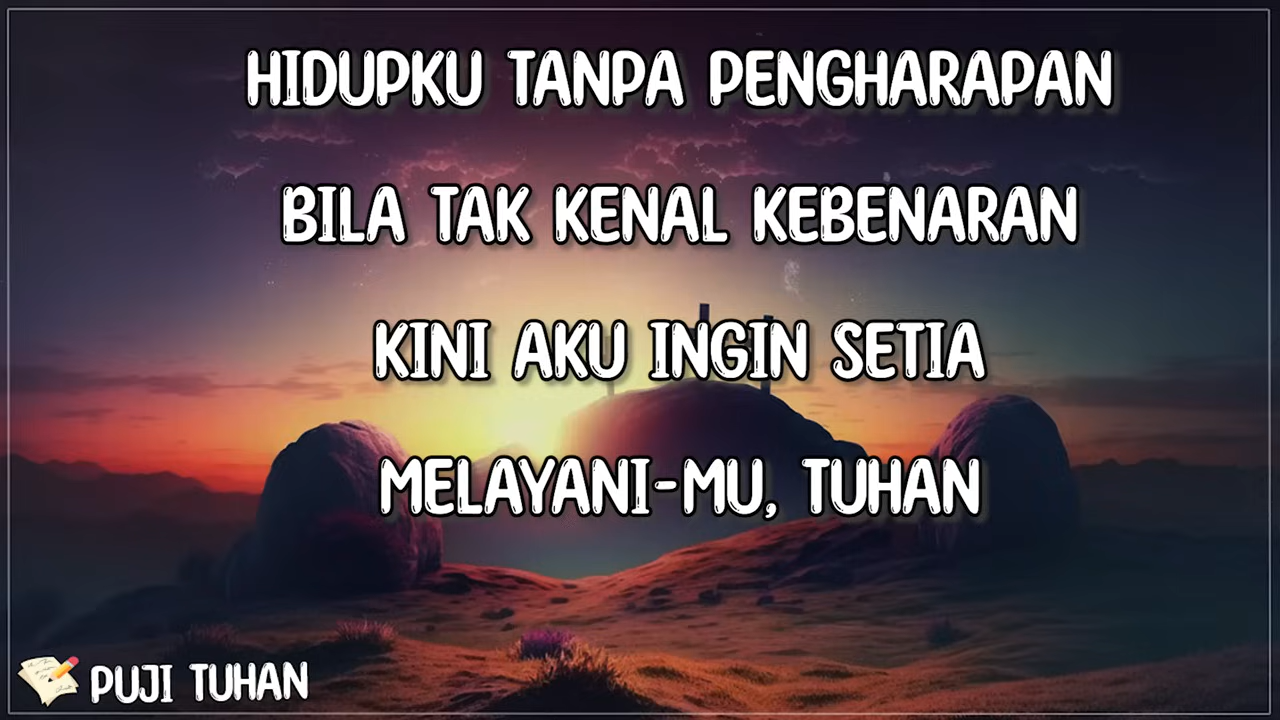 HIDUPKU TANPA PENGHARAPAN
BILA TAK KENAL KEBENARAN
KINI AKU INGIN SETIA
MELAYANI-MU, TUHAN
PUJI TUHAN